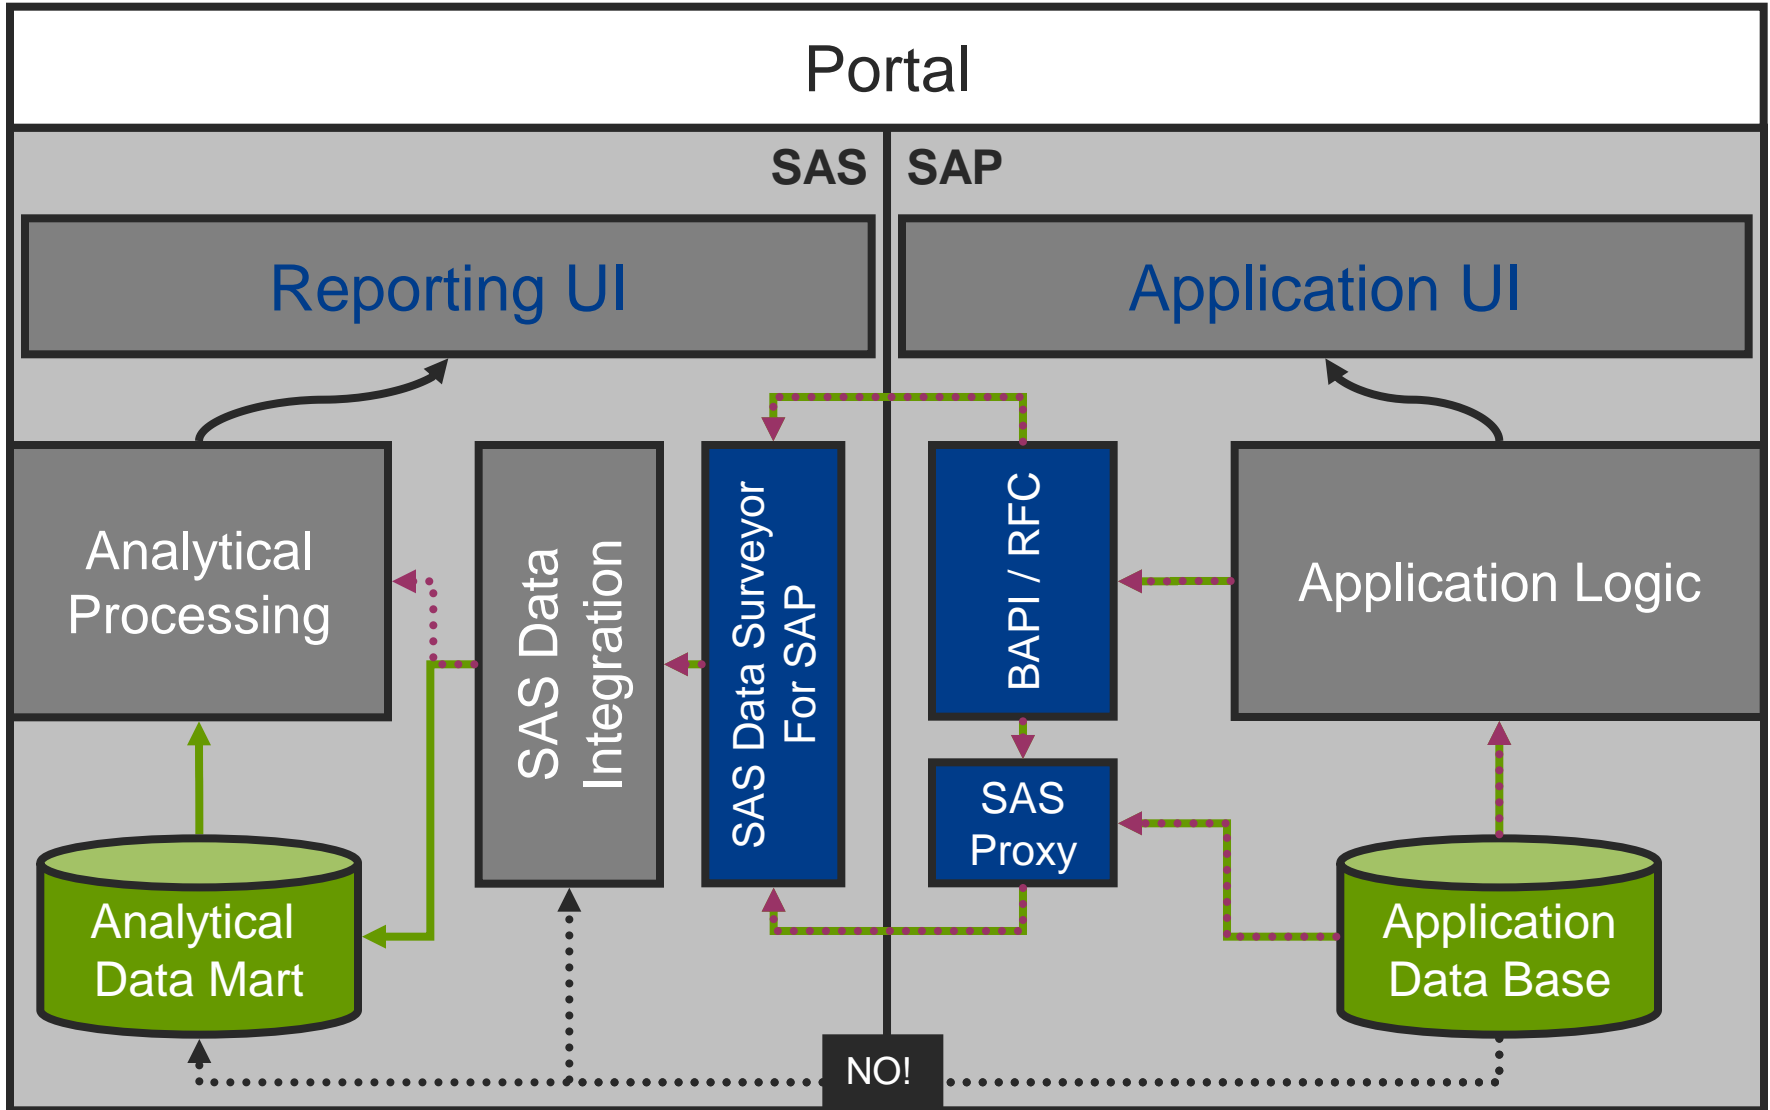 Portal
SAS
SAP
Reporting UI
Application UI
Analytical
Processing
SAS Data
Integration
SAS Data Surveyor
For SAP
BAPI / RFC
Application Logic
SAS
Proxy
Analytical
Data Mart
Application
Data Base
NO!